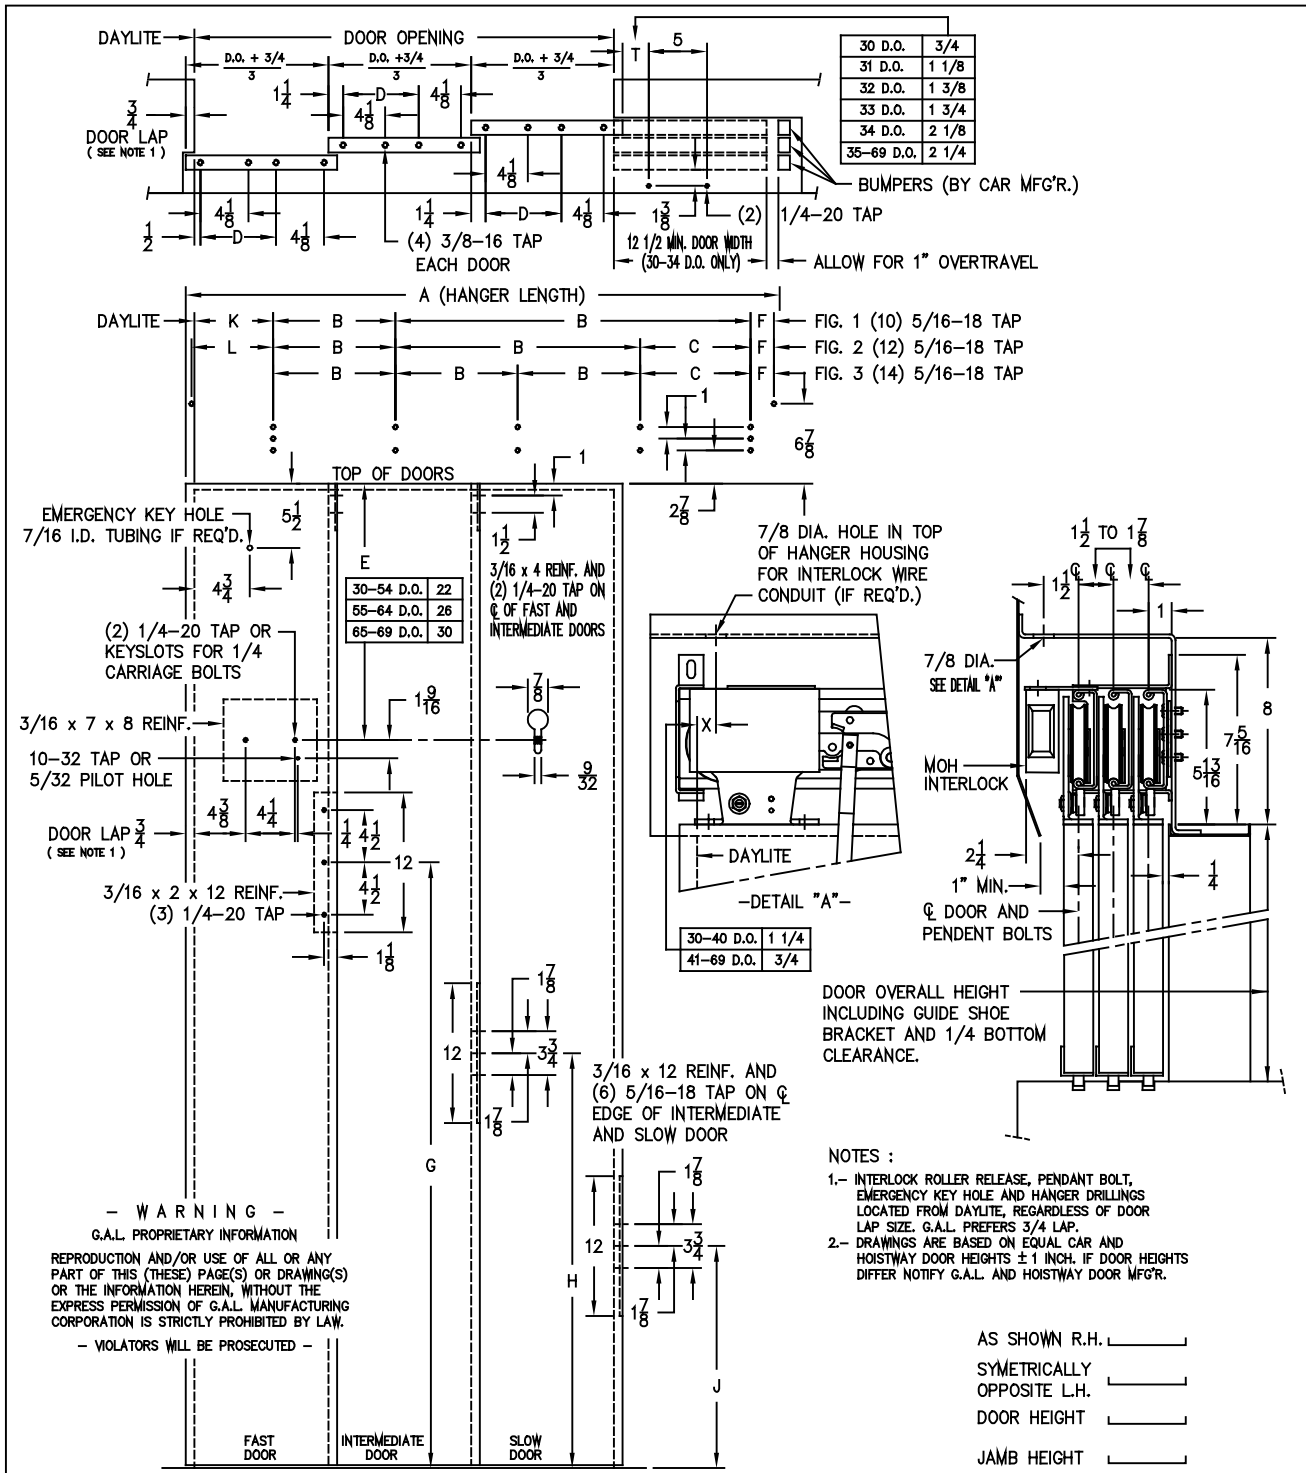 DAYLITE
DOOR OPENING
D.O. + 3/4
3
D.O. +3/4
3
D.O. + 3/4
3
T
5
30 D.O. 3/4
31 D.O. 1 1/8
32 D.O. 1 3/8
33 D.O. 1 3/4
34 D.O. 2 1/8
35-69 D.O. 2 1/4
3/4
DOOR LAP
( SEE NOTE 1 )
1 1/4
D
4 1/8
4 1/8
4 1/8
BUMPERS (BY CAR MFG'R.)
1/2
4 1/8
D
4 1/8
(4) 3/8-16 TAP
EACH DOOR
1 1/4
D
4 1/8
1 3/8
(2) 1/4-20 TAP
12 1/2 MIN. DOOR WIDTH
(30-34 D.O. ONLY)
ALLOW FOR 1" OVERTRAVEL
A (HANGER LENGTH)
DAYLITE K B B F FIG. 1 (10) 5/16-18 TAP
L B B C F FIG. 2 (12) 5/16-18 TAP
B B B C F FIG. 3 (14) 5/16-18 TAP
1
6 7/8
2 7/8
TOP OF DOORS
1
1 1/2
5 1/2
EMERGENCY KEY HOLE
7/16 I.D. TUBING IF REQ'D.
4 3/4
E
30-54 D.O. 22
55-64 D.O. 26
65-69 D.O. 30
3/16 x 4 REINF. AND
(2) 1/4-20 TAP ON
℄ OF FAST AND
INTERMEDIATE DOORS
(2) 1/4-20 TAP OR
KEYSLOTS FOR 1/4
CARRIAGE BOLTS
3/16 x 7 x 8 REINF.
10-32 TAP OR
5/32 PILOT HOLE
1 9/16
7/8
9/32
4 3/8
4 1/4
1/4
4 1/2
4 1/2
12
DOOR LAP 3/4
( SEE NOTE 1 )
3/16 x 2 x 12 REINF.
(3) 1/4-20 TAP
1 1/8
7/8 DIA. HOLE IN TOP
OF HANGER HOUSING
FOR INTERLOCK WIRE
CONDUIT (IF REQ'D.)
X
DAYLITE
-DETAIL "A"-
30-40 D.O. 1 1/4
41-69 D.O. 3/4
1 1/2 TO 1 7/8
℄ ℄ ℄
1 1/2
1
7/8 DIA.
SEE DETAIL "A"
MOH
INTERLOCK
8
7 5/16
5 13/16
2 1/4
1" MIN.
1/4
℄ DOOR AND
PENDENT BOLTS
DOOR OVERALL HEIGHT
INCLUDING GUIDE SHOE
BRACKET AND 1/4 BOTTOM
CLEARANCE.
12
1 7/8
3 3/4
1 7/8
3/16 x 12 REINF. AND
(6) 5/16-18 TAP ON ℄
EDGE OF INTERMEDIATE
AND SLOW DOOR
12
1 7/8
3 3/4
1 7/8
G
H
J
NOTES :
1.- INTERLOCK ROLLER RELEASE, PENDANT BOLT,
EMERGENCY KEY HOLE AND HANGER DRILLINGS
LOCATED FROM DAYLITE, REGARDLESS OF DOOR
LAP SIZE. G.A.L. PREFERS 3/4 LAP.
2.- DRAWINGS ARE BASED ON EQUAL CAR AND
HOISTWAY DOOR HEIGHTS ± 1 INCH. IF DOOR HEIGHTS
DIFFER NOTIFY G.A.L. AND HOISTWAY DOOR MFG'R.
- WARNING -
G.A.L. PROPRIETARY INFORMATION
REPRODUCTION AND/OR USE OF ALL OR ANY
PART OF THIS (THESE) PAGE(S) OR DRAWING(S)
OR THE INFORMATION HEREIN, WITHOUT THE
EXPRESS PERMISSION OF G.A.L. MANUFACTURING
CORPORATION IS STRICTLY PROHIBITED BY LAW.
- VIOLATORS WILL BE PROSECUTED -
FAST
DOOR
INTERMEDIATE
DOOR
SLOW
DOOR
AS SHOWN R.H.
SYMETRICALLY
OPPOSITE L.H.
DOOR HEIGHT
JAMB HEIGHT